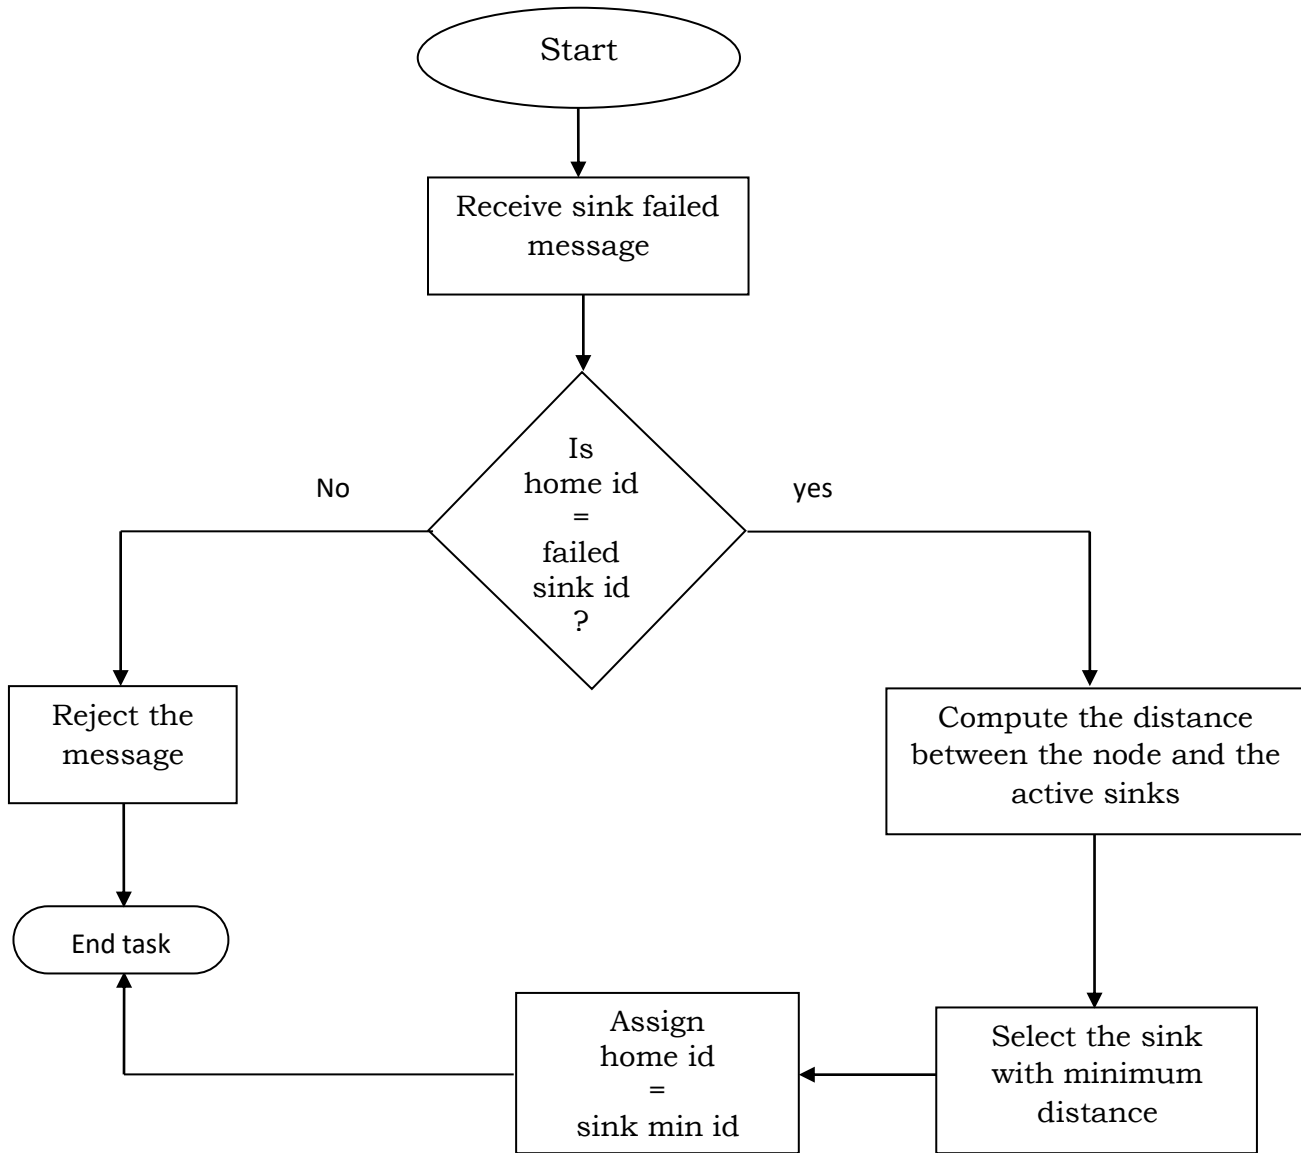 Start
Receive sink failed
message
Is
home id
=
failed
sink id
?
No
yes
Reject the
message
Compute the distance
between the node and the
active sinks
End task
Assign
home id
=
sink min id
Select the sink
with minimum
distance